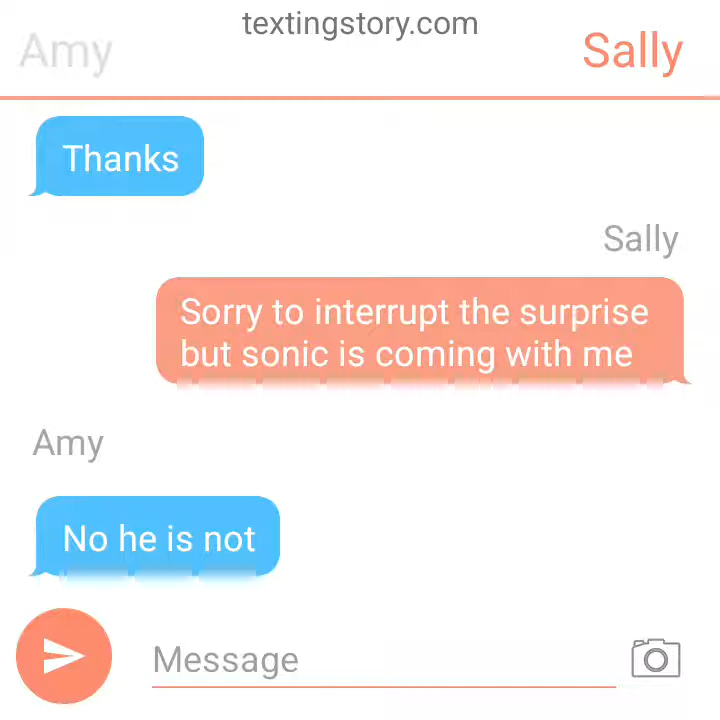 textingstory.com
Amy
Sally
Thanks
Sally
Sorry to interrupt the surprise
but sonic is coming with me
Amy
No he is not
Message